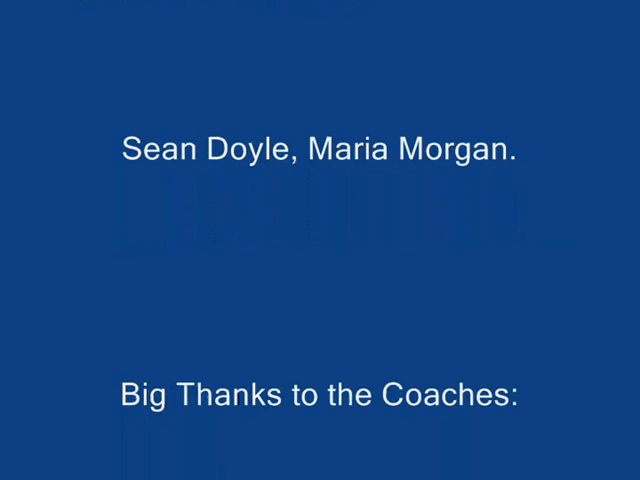 Sean Doyle, Maria Morgan.
Big Thanks to the Coaches: